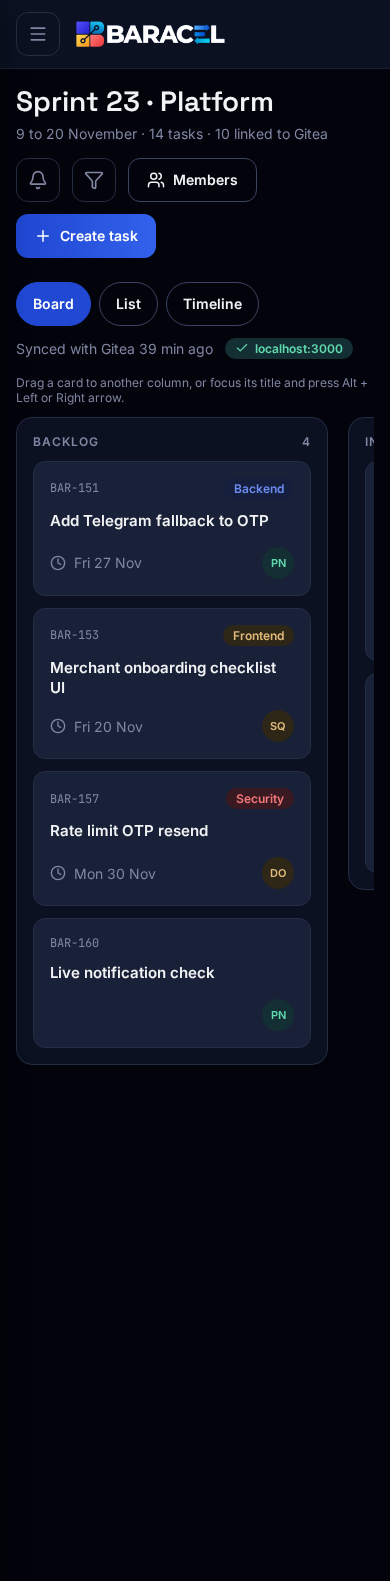 BARACEL
Sprint 23 · Platform
9 to 20 November · 14 tasks · 10 linked to Gitea
Members
Create task
Board
List
Timeline
Synced with Gitea 39 min ago
localhost:3000
Drag a card to another column, or focus its title and press Alt +
Left or Right arrow.
BACKLOG
4
BAR-151
Backend
Add Telegram fallback to OTP
Fri 27 Nov
PN
BAR-153
Frontend
Merchant onboarding checklist
UI
Fri 20 Nov
SQ
BAR-157
Security
Rate limit OTP resend
Mon 30 Nov
DO
BAR-160
Live notification check
PN